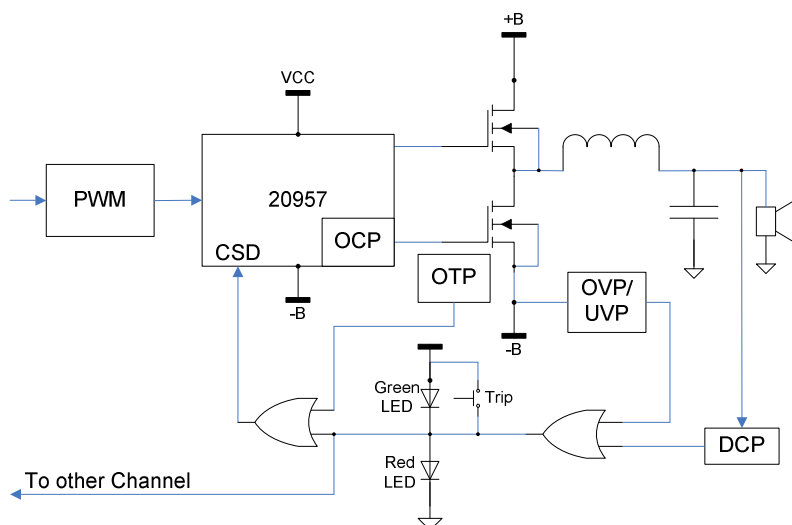 +B
VCC
PWM
20957
OCP
CSD
OTP
OVP/
UVP
-B
-B
Green
LED
Trip
DCP
Red
LED
To other Channel